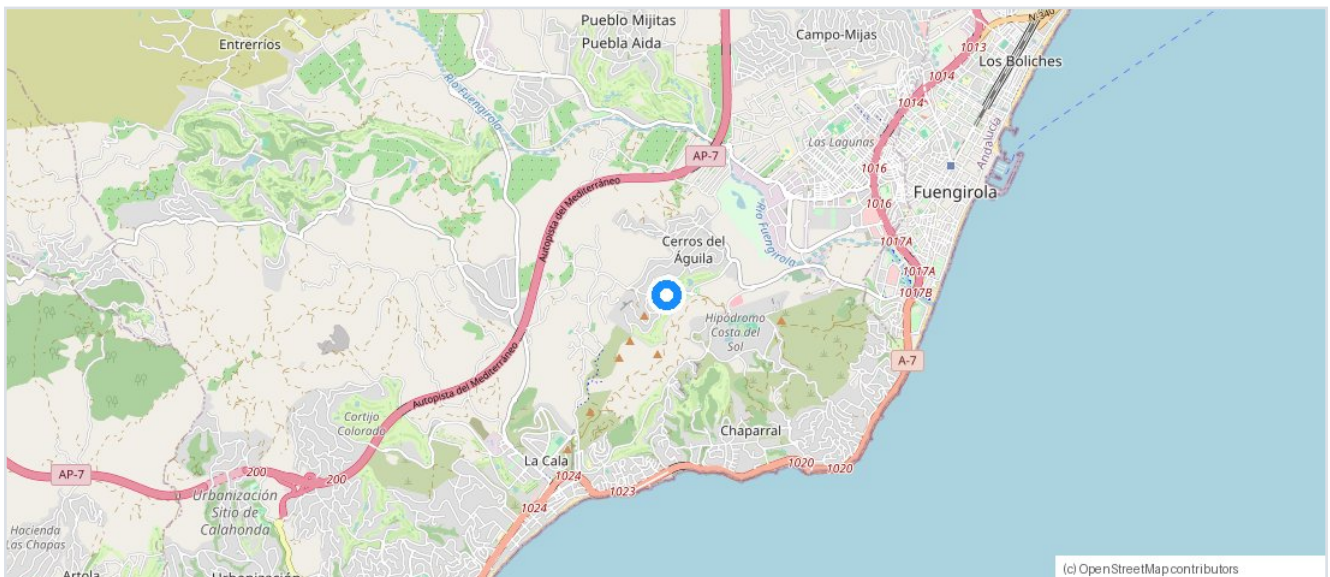 Pueblo Mijitas
Puebla Aida
Entrerríos
Campo-Mijas
N-340
1013
Los Boliches
1014
Río Fuengirola
1014
Las Lagunas
Andalucía
AP-7
1016
Fuengirola
Autopista del Mediterráneo
1016
Río Fuengirola
Cerros del
Águila
1017A
1017A
1017B
Hipódromo
Costa del
Sol
A-7
Autopista del Mediterráneo
Cortijo
Colorado
Chaparral
La Cala
1020
1020
AP-7
200
200
1024
1023
1024
Urbanización
Sitio de
Calahonda
Hacienda
Las Chapas
Artola
Urbanización
(c) OpenStreetMap contributors